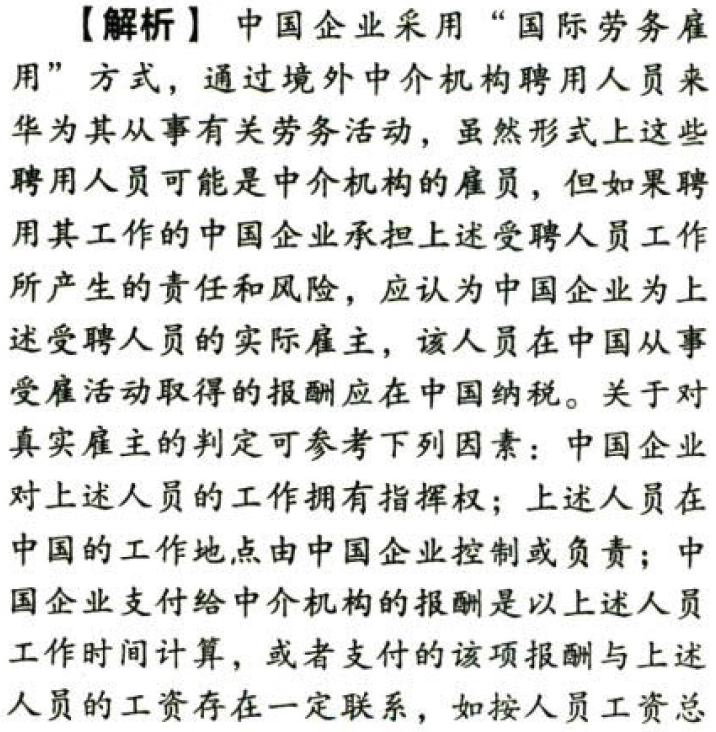 【解析】 中国企业采用“国际劳务雇
用”方式，通过境外中介机构聘用人员来
华为其从事有关劳务活动，虽然形式上这些
聘用人员可能是中介机构的雇员，但如果聘
用其工作的中国企业承担上述受聘人员工作
所产生的责任和风险，应认为中国企业为上
述受聘人员的实际雇主，该人员在中国从事
受雇活动取得的报酬应在中国纳税。关于对
真实雇主的判定可参考下列因素：中国企业
对上述人员的工作拥有指挥权；上述人员在
中国的工作地点由中国企业控制或负责；中
国企业支付给中介机构的报酬是以上述人员
工作时间计算，或者支付的该项报酬与上述
人员的工资存在一定联系，如按人员工资总